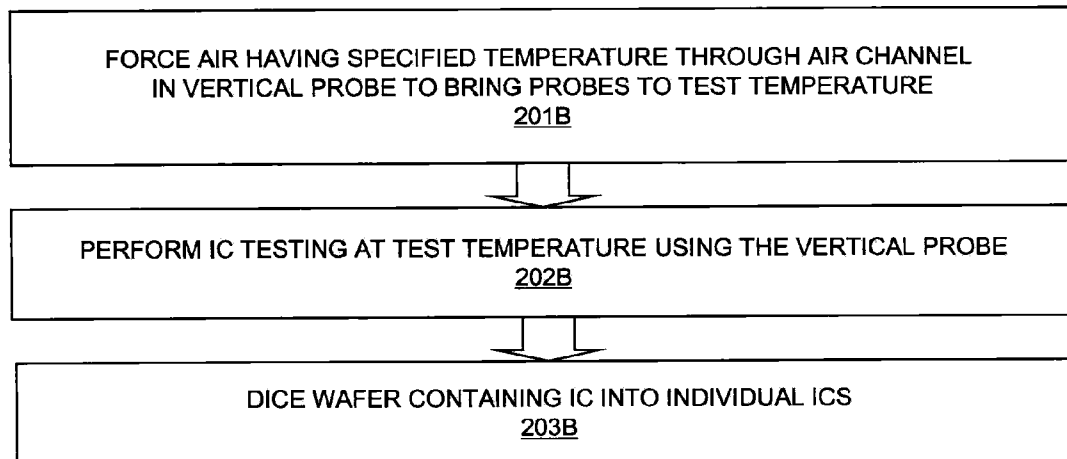 FORCE AIR HAVING SPECIFIED TEMPERATURE THROUGH AIR CHANNEL
IN VERTICAL PROBE TO BRING PROBES TO TEST TEMPERATURE
201B
PERFORM IC TESTING AT TEST TEMPERATURE USING THE VERTICAL PROBE
202B
DICE WAFER CONTAINING IC INTO INDIVIDUAL ICS
203B